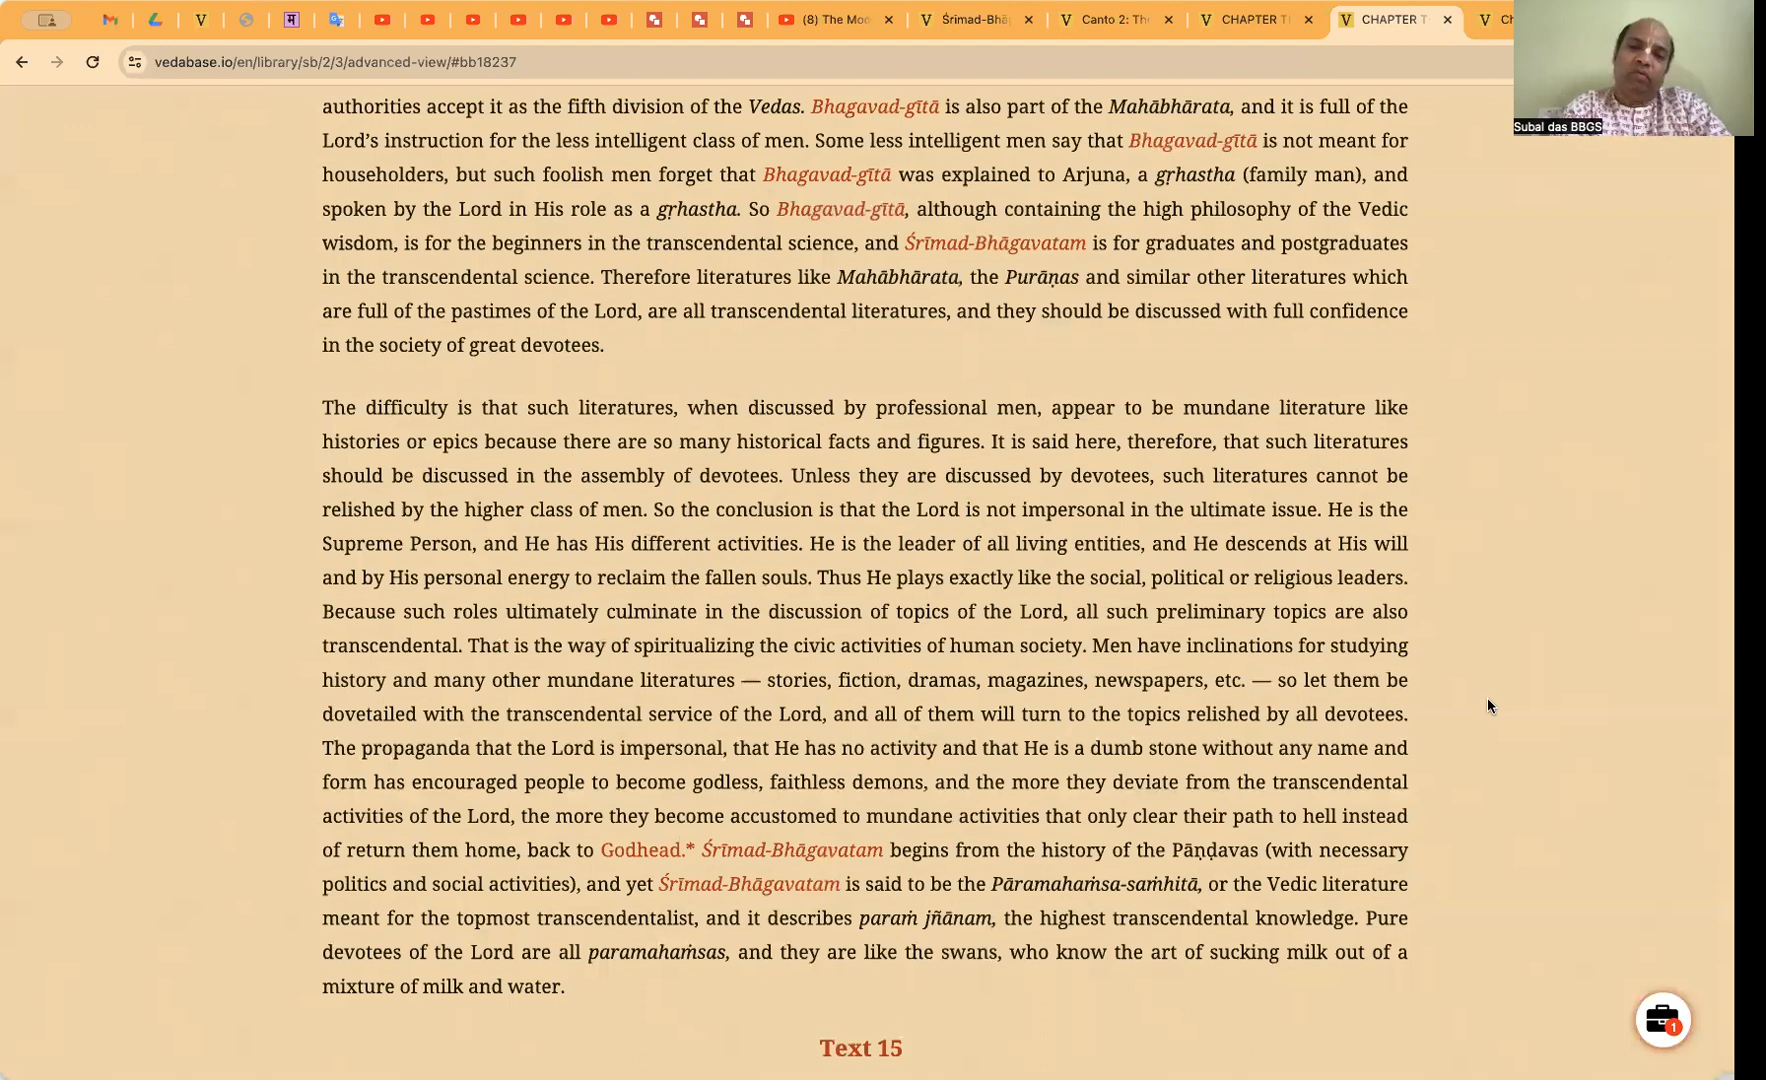 (8) The Moo
Śrimad-Bhāg
Canto 2: The
CHAPTER T
CHAPTER T
Ch
vedabase.io/en/library/sb/2/3/advanced-view/#bb18237
Subal das BBGS
authorities accept it as the fifth division of the Vedas. Bhagavad-gītā is also part of the Mahābhārata, and it is full of the
Lord’s instruction for the less intelligent class of men. Some less intelligent men say that Bhagavad-gītā is not meant for
householders, but such foolish men forget that Bhagavad-gītā was explained to Arjuna, a gṛhastha (family man), and
spoken by the Lord in His role as a gṛhastha. So Bhagavad-gītā, although containing the high philosophy of the Vedic
wisdom, is for the beginners in the transcendental science, and Śrīmad-Bhāgavatam is for graduates and postgraduates
in the transcendental science. Therefore literatures like Mahābhārata, the Purāṇas and similar other literatures which
are full of the pastimes of the Lord, are all transcendental literatures, and they should be discussed with full confidence
in the society of great devotees.
The difficulty is that such literatures, when discussed by professional men, appear to be mundane literature like
histories or epics because there are so many historical facts and figures. It is said here, therefore, that such literatures
should be discussed in the assembly of devotees. Unless they are discussed by devotees, such literatures cannot be
relished by the higher class of men. So the conclusion is that the Lord is not impersonal in the ultimate issue. He is the
Supreme Person, and He has His different activities. He is the leader of all living entities, and He descends at His will
and by His personal energy to reclaim the fallen souls. Thus He plays exactly like the social, political or religious leaders.
Because such roles ultimately culminate in the discussion of topics of the Lord, all such preliminary topics are also
transcendental. That is the way of spiritualizing the civic activities of human society. Men have inclinations for studying
history and many other mundane literatures — stories, fiction, dramas, magazines, newspapers, etc. — so let them be
dovetailed with the transcendental service of the Lord, and all of them will turn to the topics relished by all devotees.
The propaganda that the Lord is impersonal, that He has no activity and that He is a dumb stone without any name and
form has encouraged people to become godless, faithless demons, and the more they deviate from the transcendental
activities of the Lord, the more they become accustomed to mundane activities that only clear their path to hell instead
of return them home, back to Godhead.* Śrīmad-Bhāgavatam begins from the history of the Pāṇḍavas (with necessary
politics and social activities), and yet Śrīmad-Bhāgavatam is said to be the Pāramahaṁsa-saṁhitā, or the Vedic literature
meant for the topmost transcendentalist, and it describes paraṁ jñānam, the highest transcendental knowledge. Pure
devotees of the Lord are all paramahaṁsas, and they are like the swans, who know the art of sucking milk out of a
mixture of milk and water.
1
Text 15